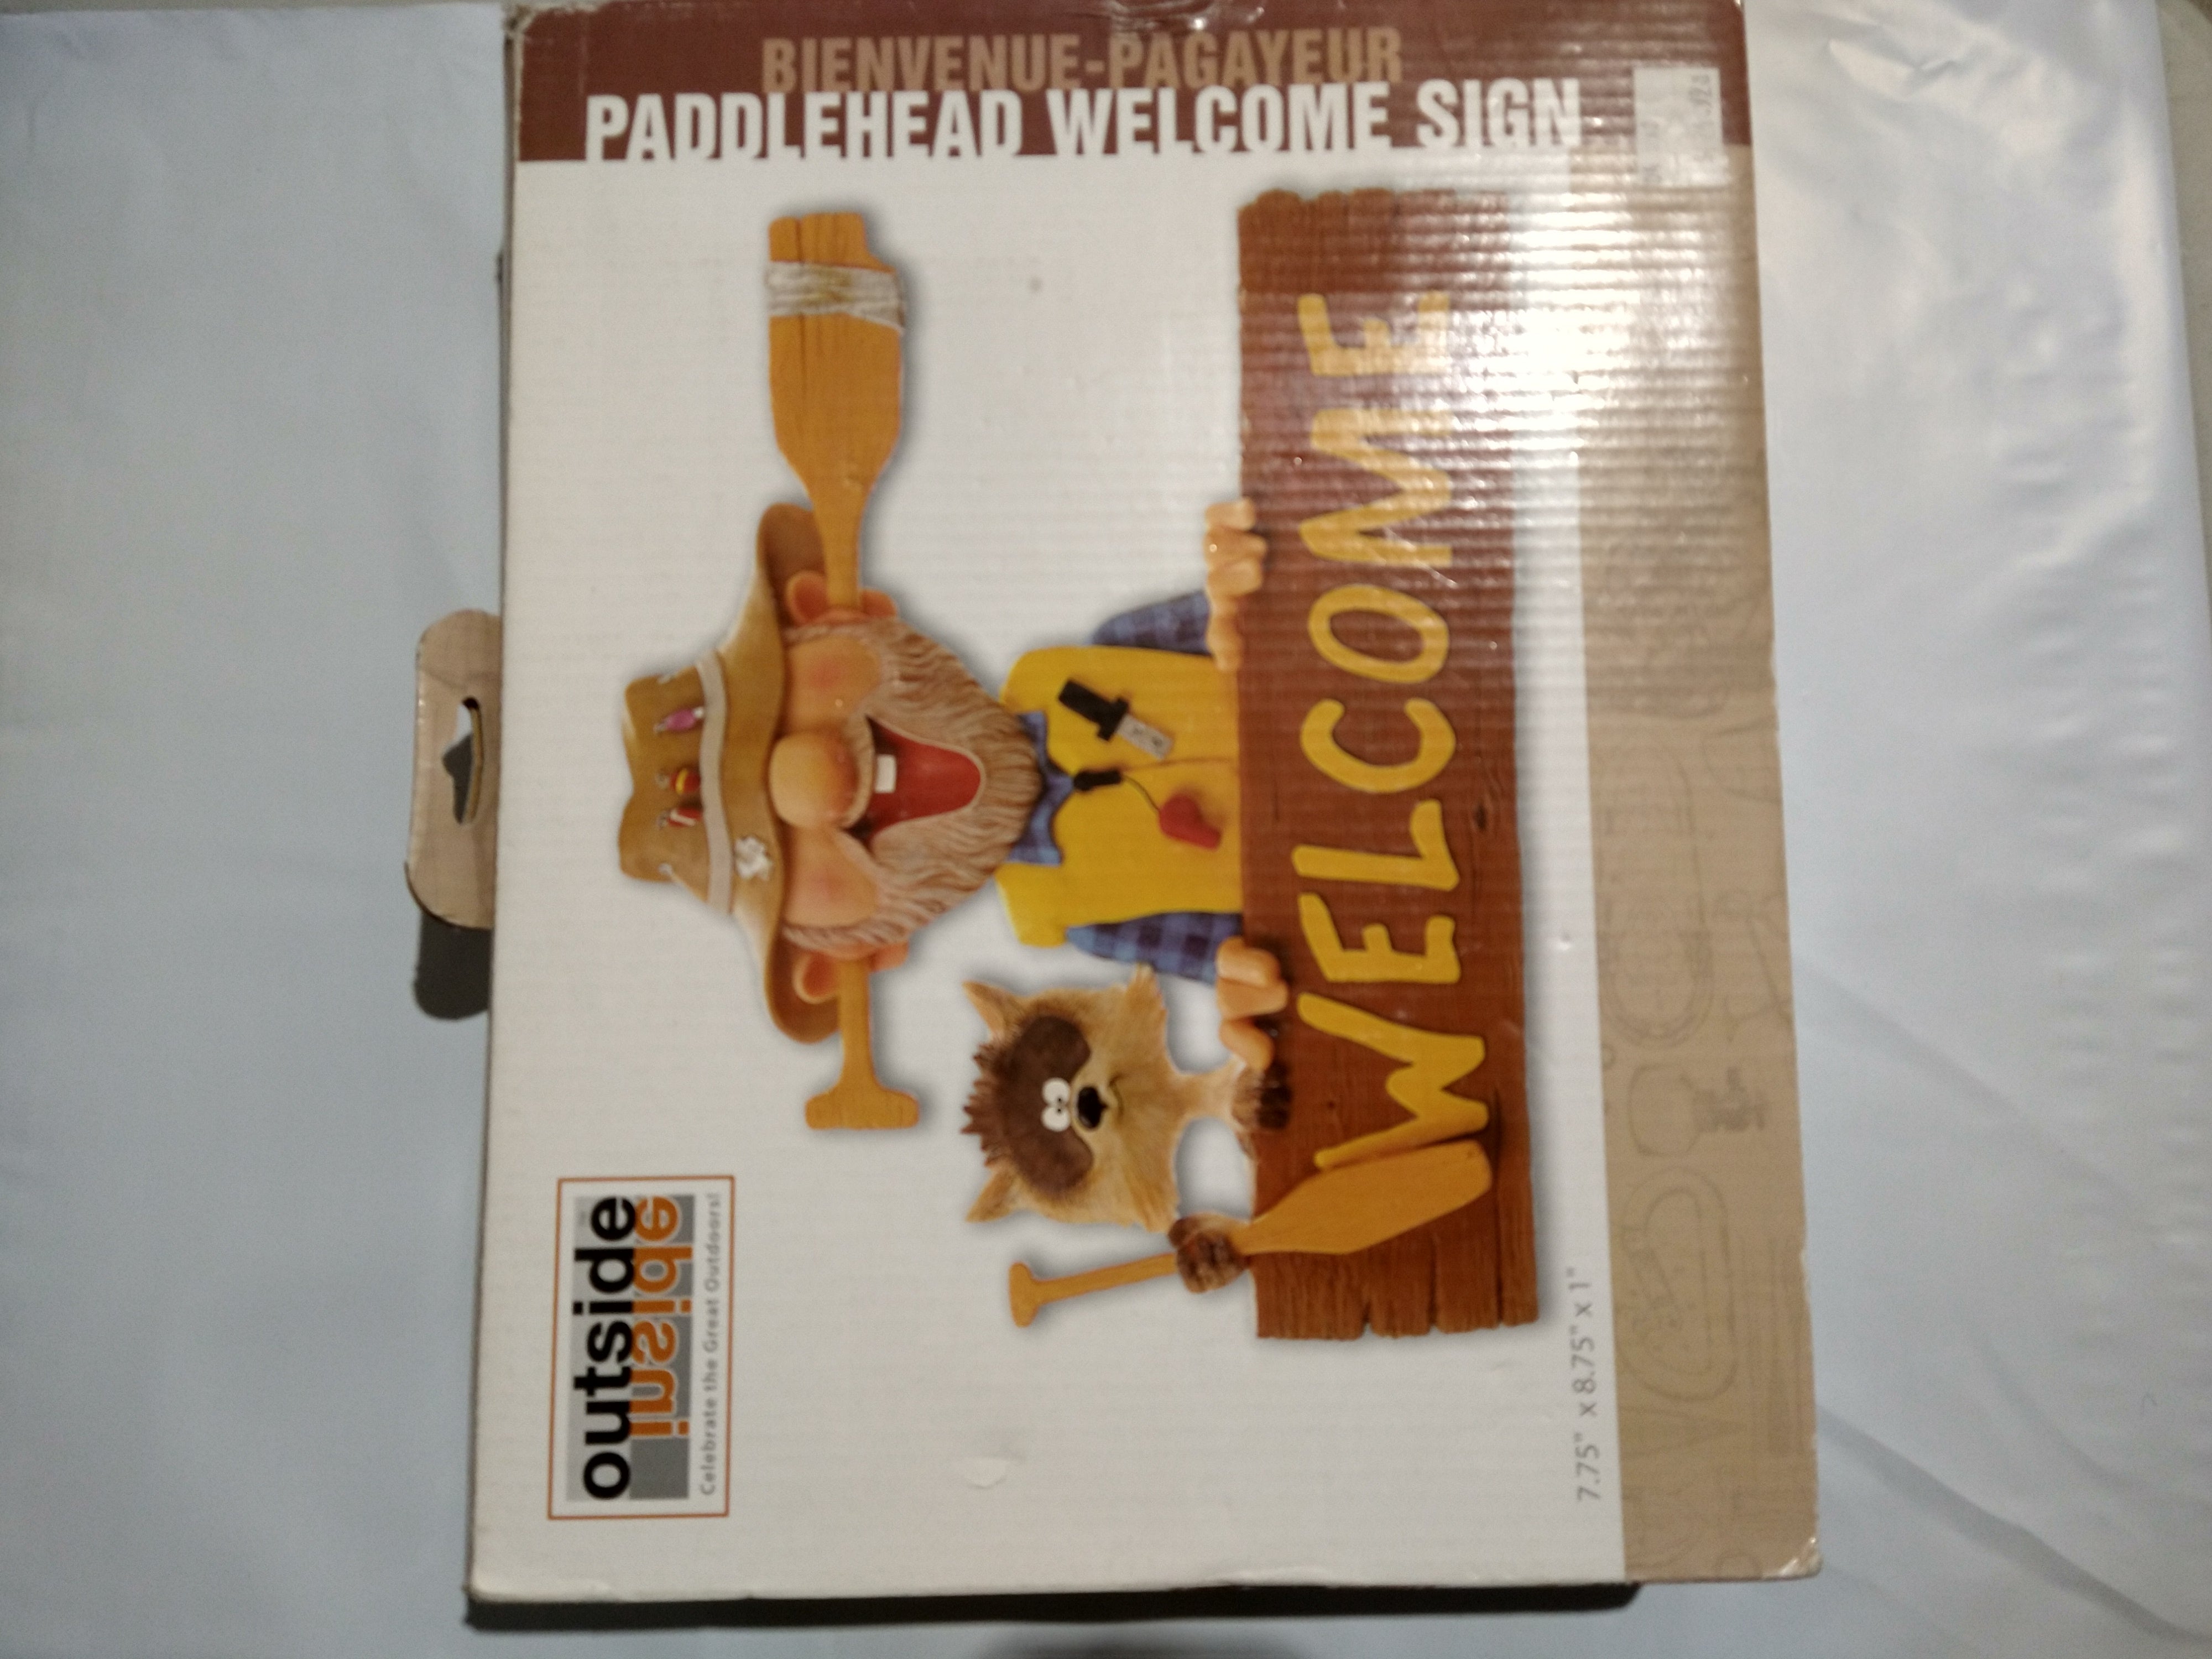 BIENVENUE-PAGAYEUR
PADDLEHEAD WELCOME SIGN
outside
inside
Celebrate the Great Outdoors!
WELCOME
7.75" x 8.75" x 1"